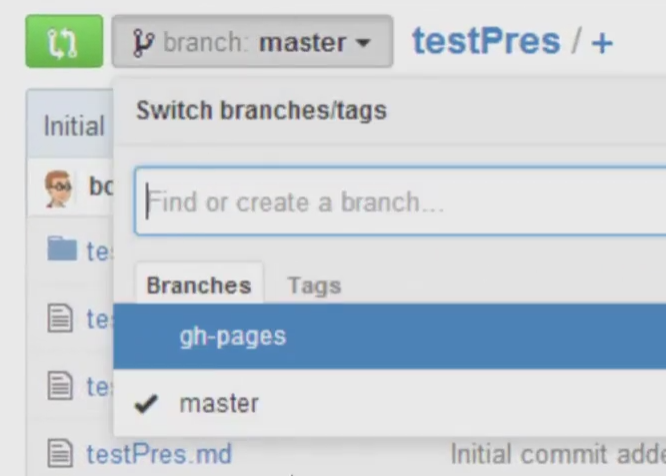 branch: master testPres / +
Switch branches/tags
Initial
Find or create a branch...
Branches Tags
gh-pages
master
testPres.md Initial commit